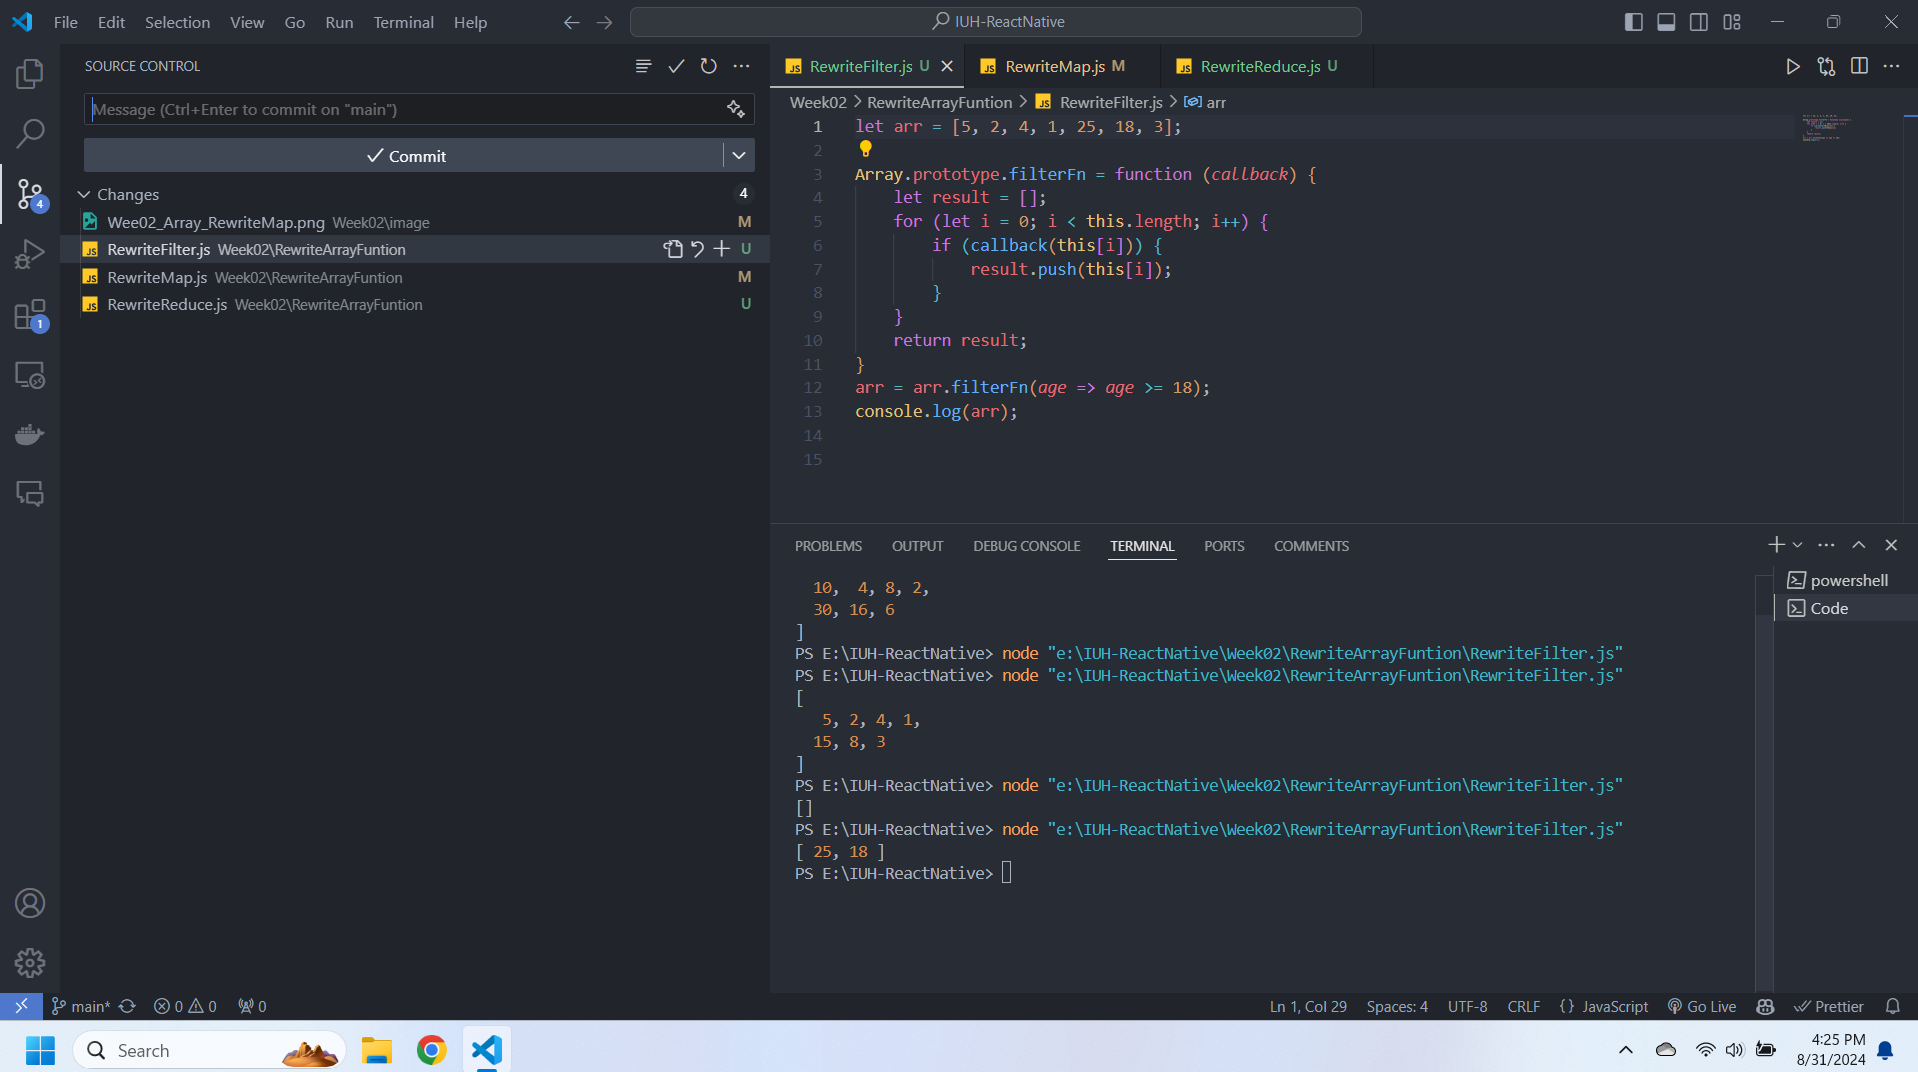 File Edit Selection View Go Run Terminal Help
IUH-ReactNative
SOURCE CONTROL
Message (Ctrl+Enter to commit on "main")
Commit
Changes 4
Wee02_Array_RewriteMap.png Week02\image M
RewriteFilter.js Week02\RewriteArrayFuntion U
RewriteMap.js Week02\RewriteArrayFuntion M
RewriteReduce.js Week02\RewriteArrayFuntion U
4
1
RewriteFilter.js U
RewriteMap.js M
RewriteReduce.js U
Week02 > RewriteArrayFuntion > RewriteFilter.js > arr
1 let arr = [5, 2, 4, 1, 25, 18, 3];
2
3 Array.prototype.filterFn = function (callback) {
4 let result = [];
5 for (let i = 0; i < this.length; i++) {
6 if (callback(this[i])) {
7 result.push(this[i]);
8 }
9 }
10 return result;
11 }
12 arr = arr.filterFn(age => age >= 18);
13 console.log(arr);
14
15
PROBLEMS OUTPUT DEBUG CONSOLE TERMINAL PORTS COMMENTS
10, 4, 8, 2,
30, 16, 6
]
PS E:\IUH-ReactNative> node "e:\IUH-ReactNative\Week02\RewriteArrayFuntion\RewriteFilter.js"
PS E:\IUH-ReactNative> node "e:\IUH-ReactNative\Week02\RewriteArrayFuntion\RewriteFilter.js"
[
5, 2, 4, 1,
15, 8, 3
]
PS E:\IUH-ReactNative> node "e:\IUH-ReactNative\Week02\RewriteArrayFuntion\RewriteFilter.js"
[]
PS E:\IUH-ReactNative> node "e:\IUH-ReactNative\Week02\RewriteArrayFuntion\RewriteFilter.js"
[ 25, 18 ]
PS E:\IUH-ReactNative>
powershell
Code
main* 0 0 0
Ln 1, Col 29 Spaces: 4 UTF-8 CRLF {} JavaScript Go Live Prettier
Search
4:25 PM
8/31/2024